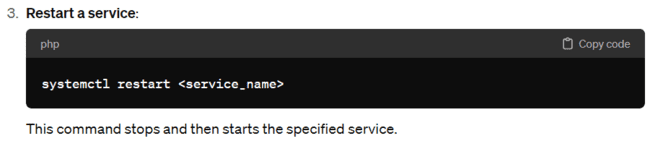 3. Restart a service:
php
Copy code
systemctl restart <service_name>
This command stops and then starts the specified service.